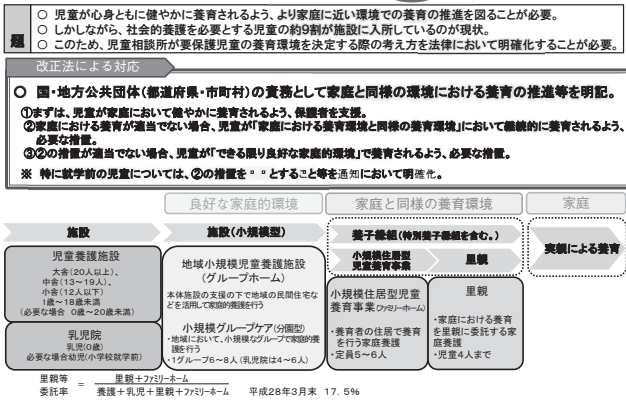 題
○ 児童が心身ともに健やかに養育されるよう、より家庭に近い環境での養育の推進を図ることが必要。
○ しかしながら、社会的養護を必要とする児童の約9割が施設に入所しているのが現状。
○ このため、児童相談所が要保護児童の養育環境を決定する際の考え方を法律において明確化することが必要。
改正法による対応
○ 国・地方公共団体(都道府県・市町村)の責務として家庭と同様の環境における養育の推進等を明記。
①まずは、児童が家庭において健やかに養育されるよう、保護者を支援。
②家庭における養育が適当でない場合、児童が「家庭における養育環境と同様の養育環境」において継続的に養育されるよう、
必要な措置。
③②の措置が適当でない場合、児童が「できる限り良好な家庭的環境」で養育されるよう、必要な措置。
※ 特に就学前の児童については、②の措置を とすること等を通知において明確化。
良好な家庭的環境
家庭と同様の養育環境
家庭
施設
施設(小規模型)
養子縁組(特別養子縁組を含む。)
小規模住居型
児童養育事業
里親
実親による養育
児童養護施設
大舎(20人以上)、
中舎(13~19人)、
小舎(12人以下)
1歳~18歳未満
(必要な場合 0歳~20歳未満)
乳児院
乳児(0歳)
必要な場合幼児(小学校就学前)
地域小規模児童養護施設
(グループホーム)
本体施設の支援の下で地域の民間住宅な
どを活用して家庭的養護を行う
小規模グループケア(分園型)
・地域において、小規模なグループで家庭的養
護を行う
・1グループ6~8人(乳児院は4~6人)
小規模住居型児童
養育事業(ファミリーホーム)
・養育者の住居で養育
を行う家庭養護
・定員5~6人
里親
・家庭における養育
を里親に委託する家
庭養護
・児童4人まで
里親等
委託率
=
里親+ファミリーホーム
養護+乳児+里親+ファミリーホーム
平成28年3月末 17.5%